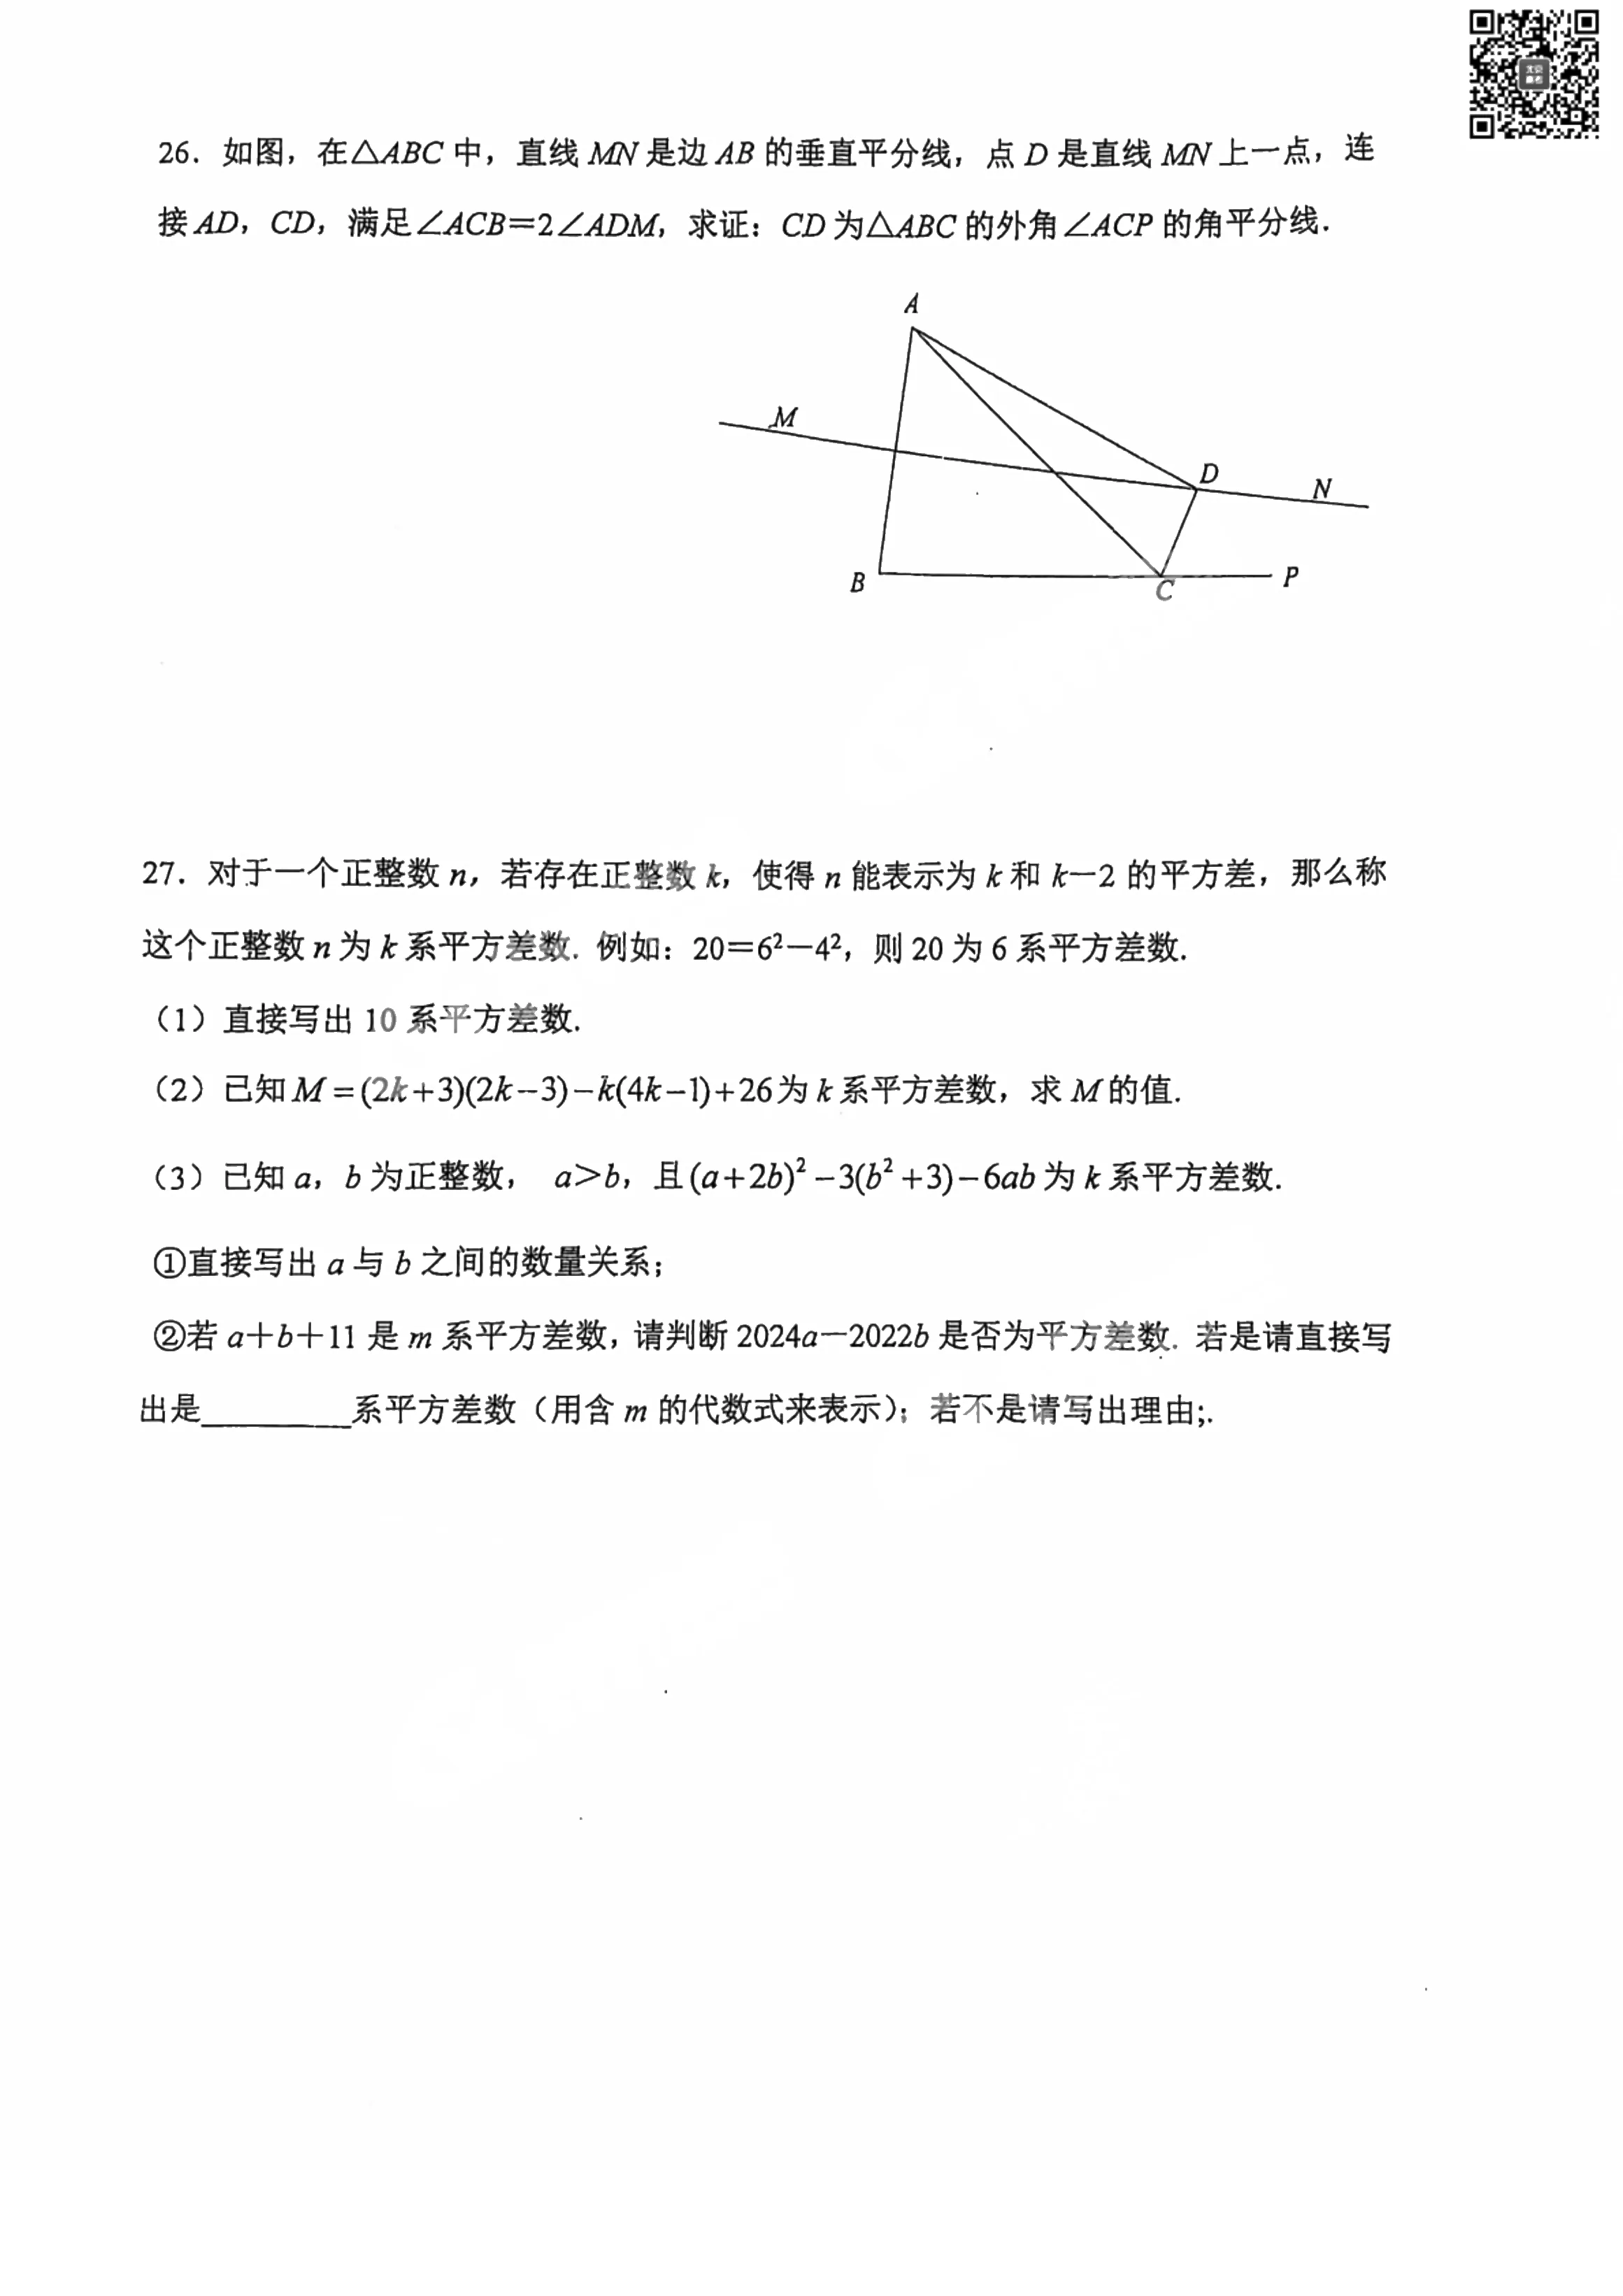 26．如图，在△ABC 中，直线 MN 是边 AB 的垂直平分线，点 D 是直线 MN 上一点，连
接 AD，CD，满足∠ACB=2∠ADM，求证：CD 为△ABC 的外角∠ACP 的角平分线．
A
M
D
N
B
C
P
27．对于一个正整数 n，若存在正整数 k，使得 n 能表示为 k 和 k－2 的平方差，那么称
这个正整数 n 为 k 系平方差数. 例如：20=6²－4²，则 20 为 6 系平方差数.
（1）直接写出 10 系平方差数.
（2）已知 M=(2k+3)(2k−3)−k(4k−1)+26 为 k 系平方差数，求 M 的值.
（3）已知 a，b 为正整数， a>b，且(a+2b)²−3(b²+3)−6ab 为 k 系平方差数.
①直接写出 a 与 b 之间的数量关系；
②若 a＋b＋11 是 m 系平方差数，请判断 2024a－2022b 是否为平方差数. 若是请直接写
出是________系平方差数（用含 m 的代数式来表示）；若不是请写出理由;.